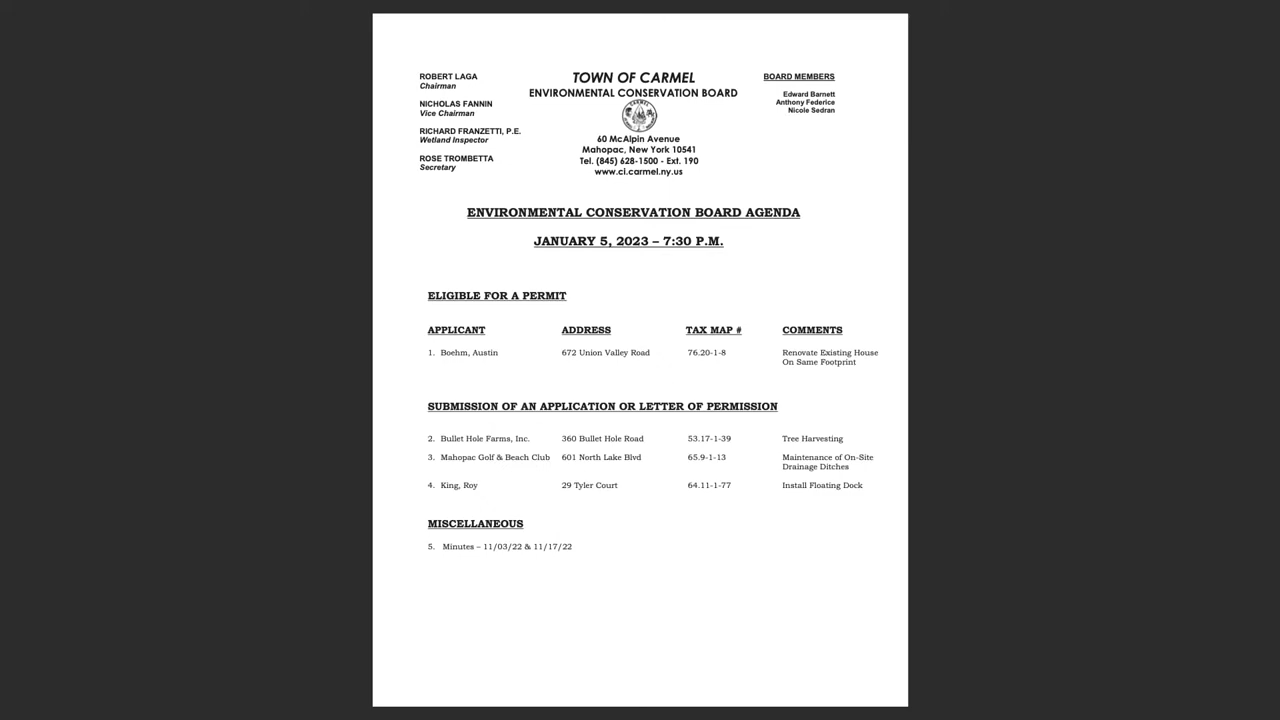 ROBERT LAGA
Chairman
NICHOLAS FANNIN
Vice Chairman
RICHARD FRANZETTI, P.E.
Wetland Inspector
ROSE TROMBETTA
Secretary
TOWN OF CARMEL
ENVIRONMENTAL CONSERVATION BOARD
CARMEL
60 McAlpin Avenue
Mahopac, New York 10541
Tel. (845) 628-1500 - Ext. 190
www.ci.carmel.ny.us
BOARD MEMBERS
Edward Barnett
Anthony Federice
Nicole Sedran
ENVIRONMENTAL CONSERVATION BOARD AGENDA
JANUARY 5, 2023 – 7:30 P.M.
ELIGIBLE FOR A PERMIT
APPLICANT ADDRESS TAX MAP # COMMENTS
1. Boehm, Austin 672 Union Valley Road 76.20-1-8 Renovate Existing House
On Same Footprint
SUBMISSION OF AN APPLICATION OR LETTER OF PERMISSION
2. Bullet Hole Farms, Inc. 360 Bullet Hole Road 53.17-1-39 Tree Harvesting
3. Mahopac Golf & Beach Club 601 North Lake Blvd 65.9-1-13 Maintenance of On-Site
Drainage Ditches
4. King, Roy 29 Tyler Court 64.11-1-77 Install Floating Dock
MISCELLANEOUS
5. Minutes – 11/03/22 & 11/17/22